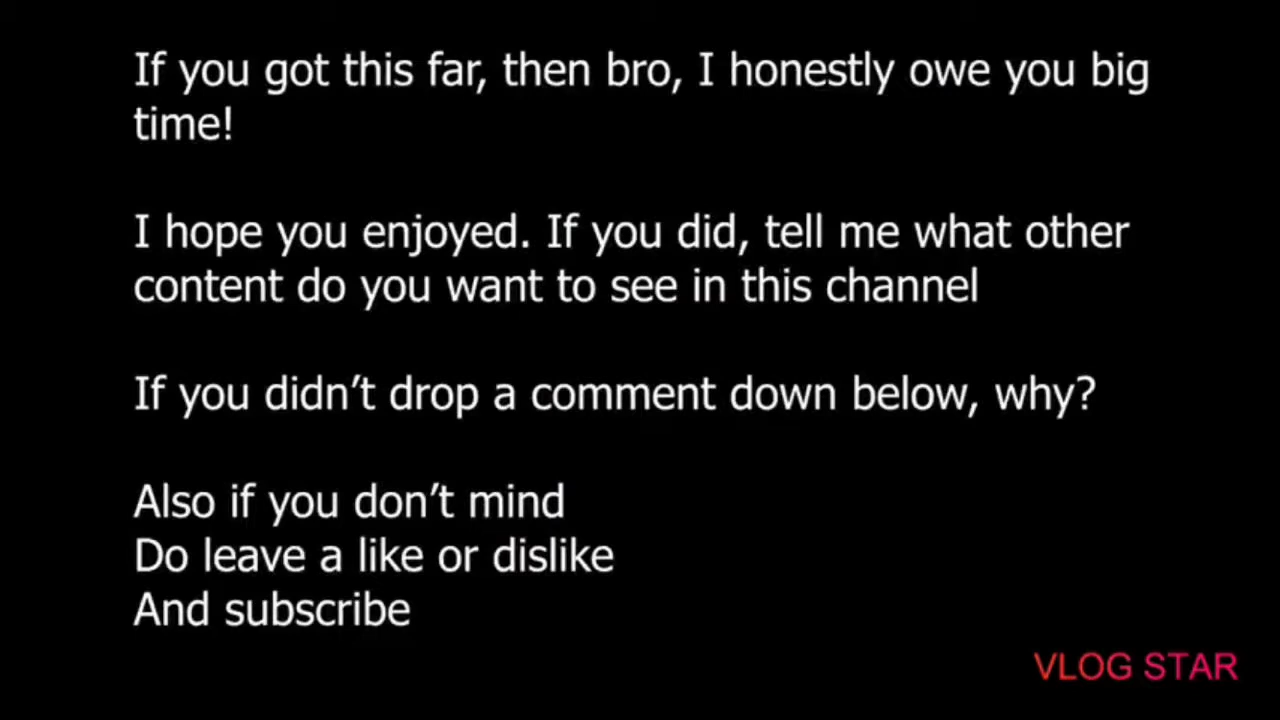 If you got this far, then bro, I honestly owe you big
time!
I hope you enjoyed. If you did, tell me what other
content do you want to see in this channel
If you didn’t drop a comment down below, why?
Also if you don’t mind
Do leave a like or dislike
And subscribe
VLOG STAR